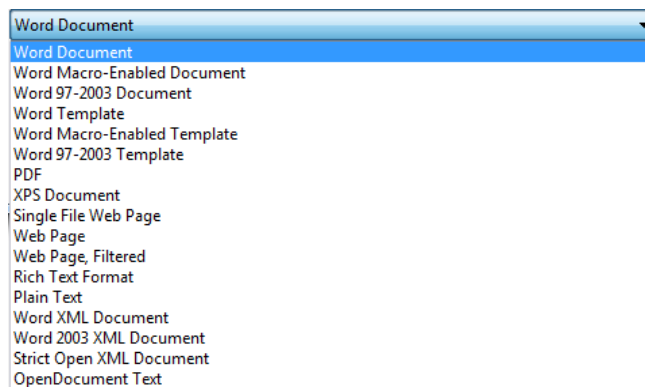 Word Document
Word Document
Word Macro-Enabled Document
Word 97-2003 Document
Word Template
Word Macro-Enabled Template
Word 97-2003 Template
PDF
XPS Document
Single File Web Page
Web Page
Web Page, Filtered
Rich Text Format
Plain Text
Word XML Document
Word 2003 XML Document
Strict Open XML Document
OpenDocument Text